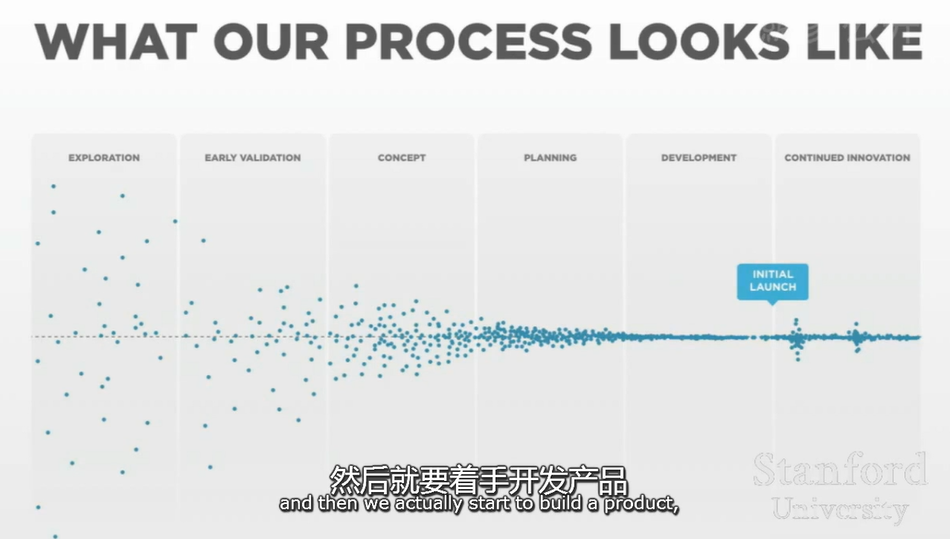 WHAT OUR PROCESS LOOKS LIKE
EXPLORATION
EARLY VALIDATION
CONCEPT
PLANNING
DEVELOPMENT
CONTINUED INNOVATION
INITIAL
LAUNCH
Stanford
University
然后就要着手开发产品
and then we actually start to build a product,